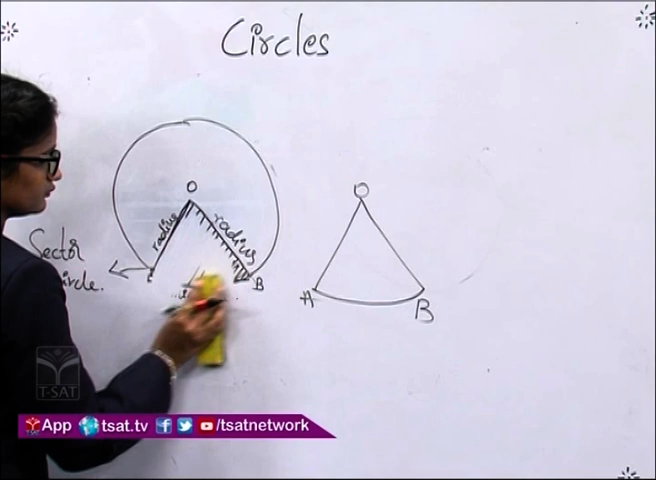 Circles
O
radius
radius
Sector
circle.
B
O
A
B
T-SAT
App tsat.tv /tsatnetwork